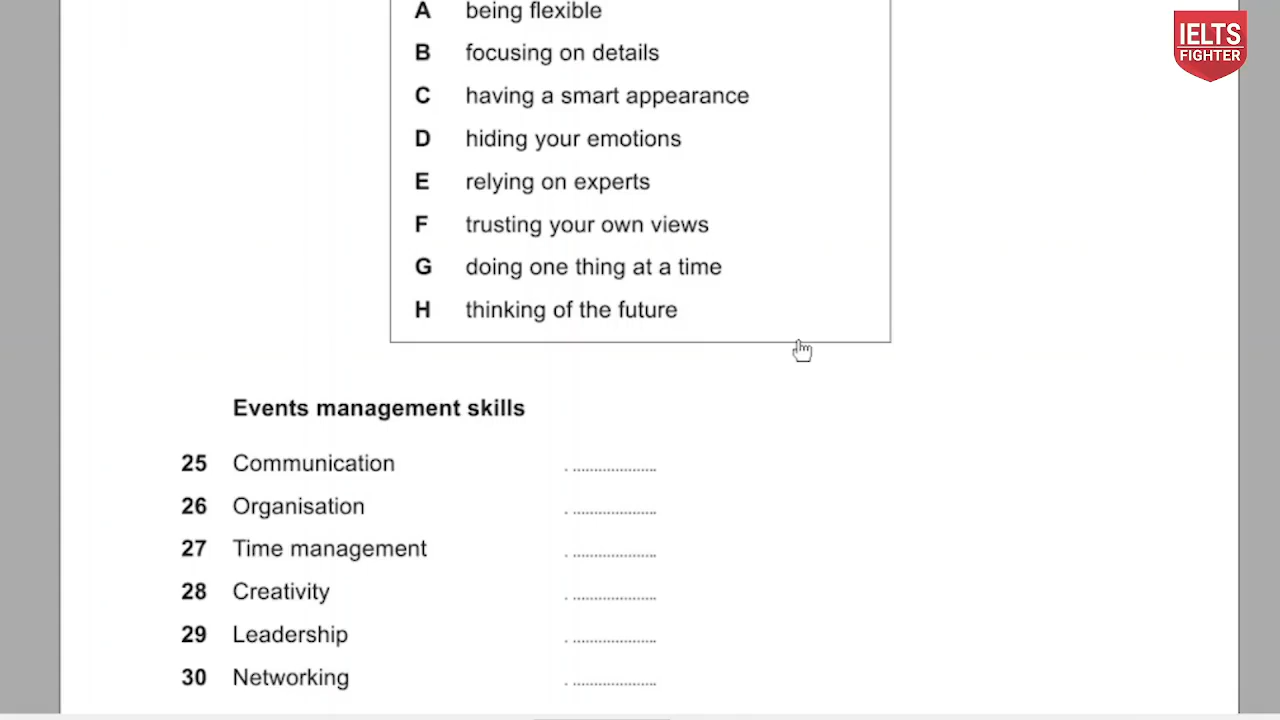 IELTS
FIGHTER
A being flexible
B focusing on details
C having a smart appearance
D hiding your emotions
E relying on experts
F trusting your own views
G doing one thing at a time
H thinking of the future
Events management skills
25 Communication . ....................
26 Organisation . ....................
27 Time management . ....................
28 Creativity . ....................
29 Leadership . ....................
30 Networking . ....................